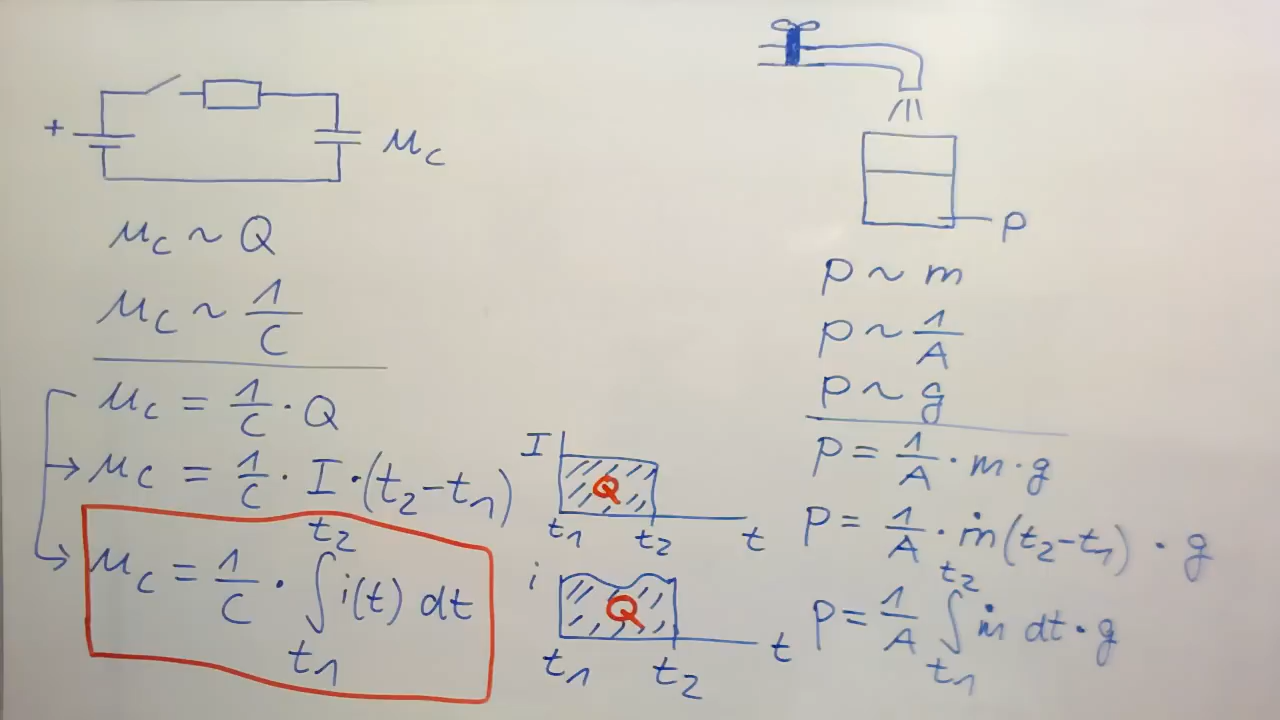 +
u_C
u_C ~ Q
u_C ~ 1/C
u_C = 1/C · Q
u_C = 1/C · I · (t_2 - t_1)
u_C = 1/C · ∫_{t_1}^{t_2} i(t) dt
I
Q
t_1 t_2 t
i
Q
t_1 t_2 t
p
p ~ m
p ~ 1/A
p ~ g
p = 1/A · m · g
p = 1/A · ṁ (t_2 - t_1) · g
p = 1/A ∫_{t_1}^{t_2} ṁ dt · g